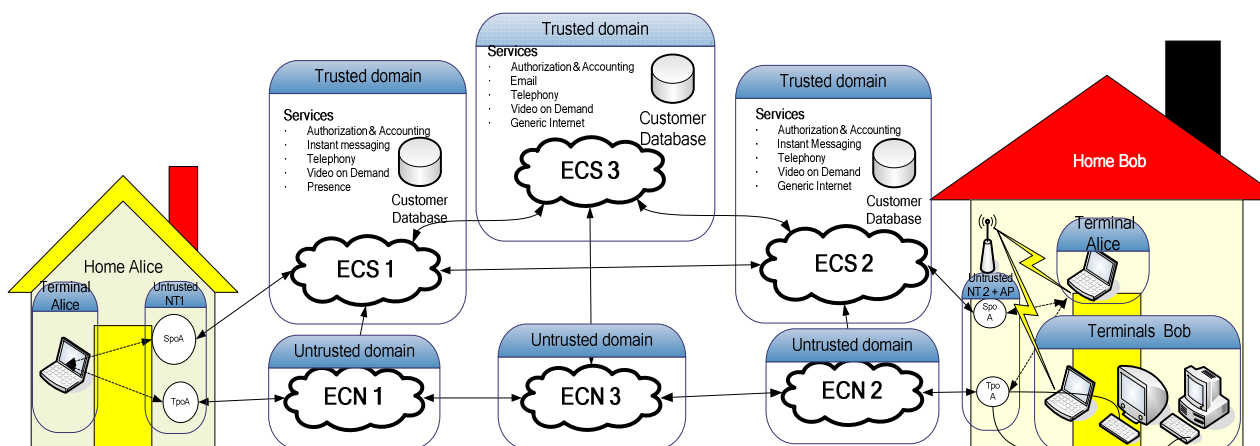 Trusted domain
Services
· Authorization & Accounting
· Email
· Telephony
· Video on Demand
· Generic Internet
Customer
Database
ECS 3
Trusted domain
Services
· Authorization & Accounting
· Instant messaging
· Telephony
· Video on Demand
· Presence
Customer
Database
ECS 1
Trusted domain
Services
· Authorization & Accounting
· Instant Messaging
· Telephony
· Video on Demand
· Generic Internet
Customer
Database
ECS 2
Home Alice
Terminal
Alice
Untrusted
NT1
SpoA
TpoA
Untrusted domain
ECN 1
Untrusted domain
ECN 3
Untrusted domain
ECN 2
Home Bob
Terminal
Alice
Untrusted
NT 2 + AP
Spo
A
Tpo
A
Terminals Bob